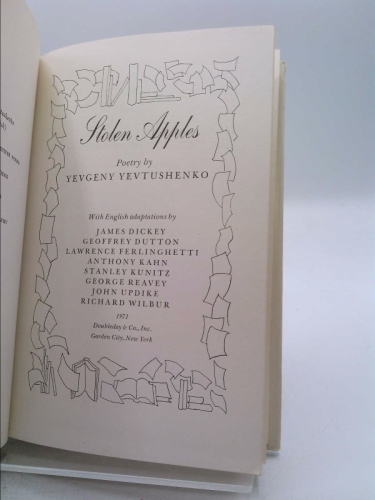 Stolen Apples
Poetry by
YEVGENY YEVTUSHENKO
With English adaptations by
JAMES DICKEY
GEOFFREY DUTTON
LAWRENCE FERLINGHETTI
ANTHONY KAHN
STANLEY KUNITZ
GEORGE REAVEY
JOHN UPDIKE
RICHARD WILBUR
1971
Doubleday & Co., Inc.
Garden City, New York